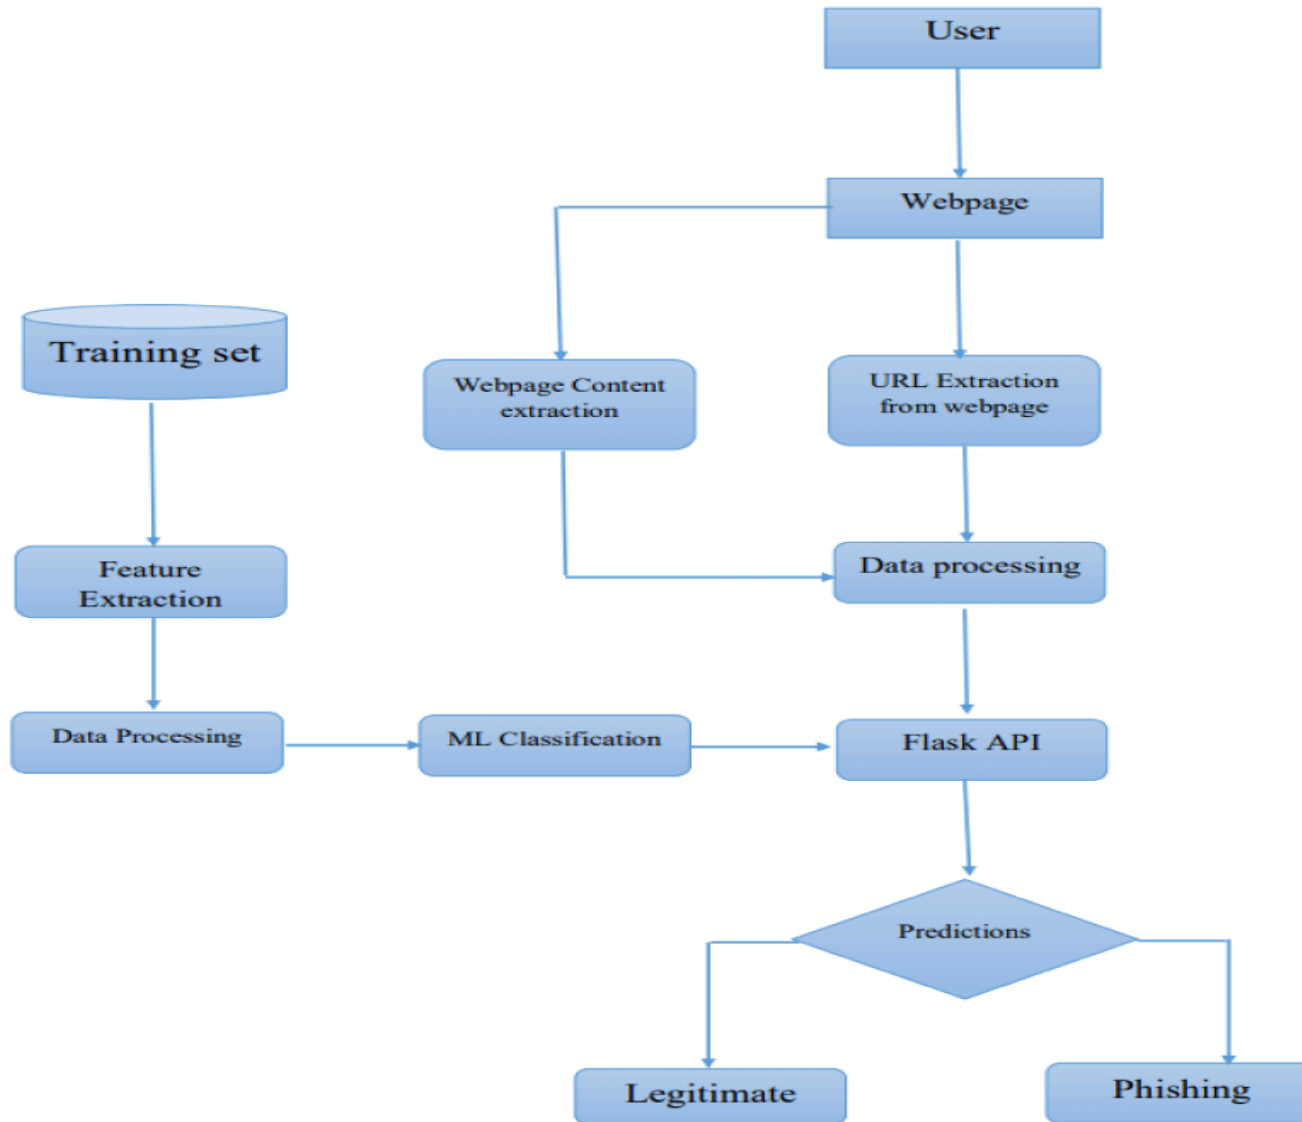 User
Webpage
Training set
Webpage Content
extraction
URL Extraction
from webpage
Feature
Extraction
Data processing
Data Processing
ML Classification
Flask API
Predictions
Legitimate
Phishing